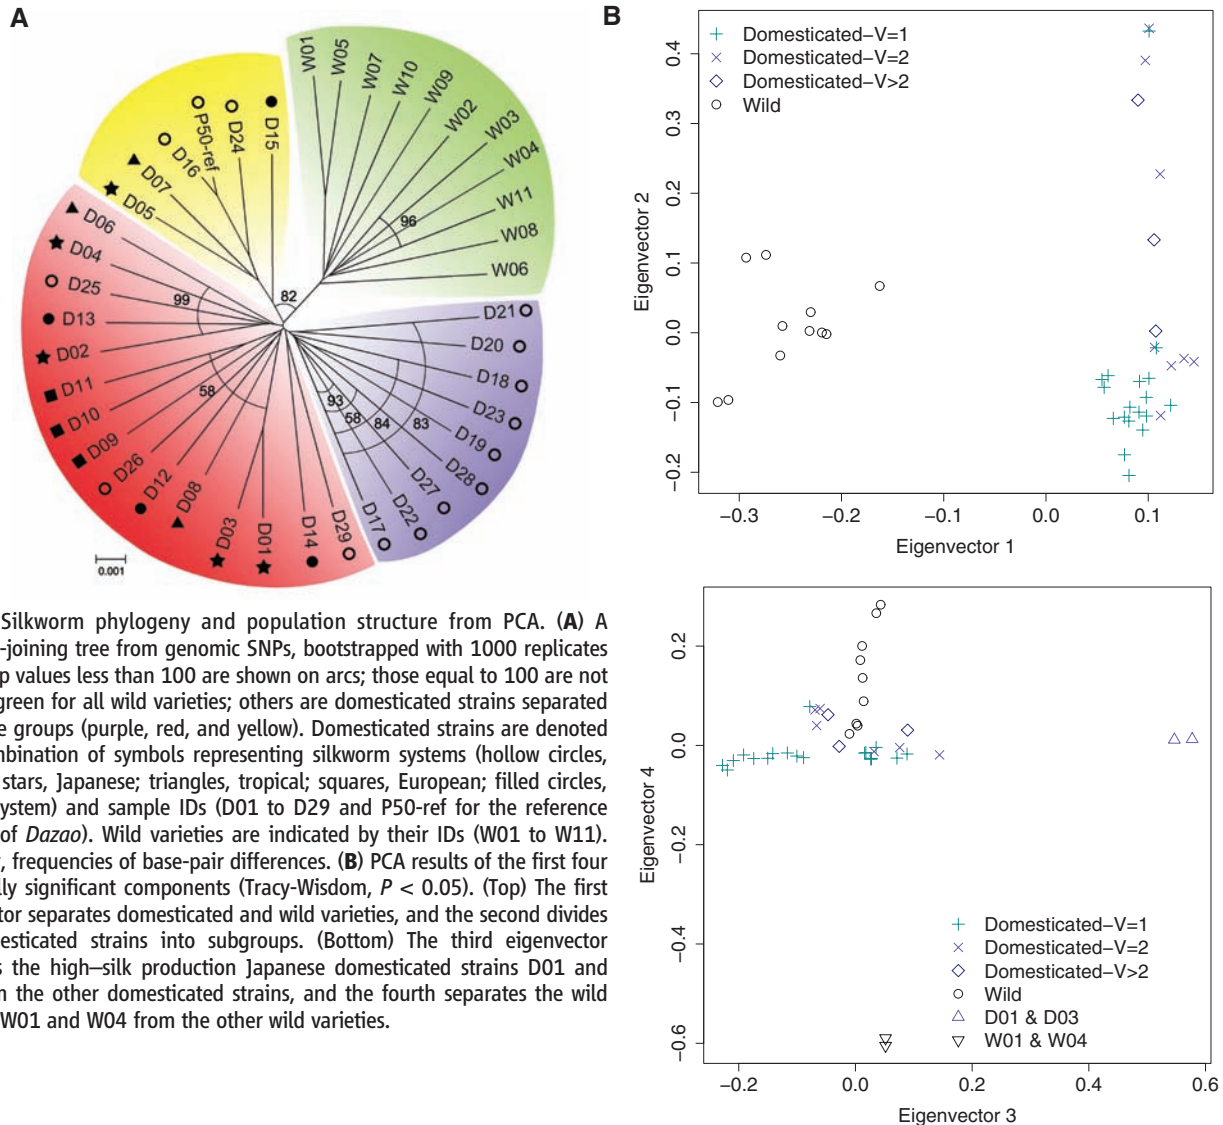 A
W01
W05
W07
W10
W09
W02
W03
W04
W11
W08
W06
D15
D24
P50-ref
D16
D07
D05
D06
D04
D25
D13
D02
D11
D10
D09
D26
D12
D08
D03
D01
D14
D29
D17
D22
D27
D28
D19
D23
D18
D20
D21
96
82
99
58
93
58
84
83
0.001
B
Domesticated−V=1
Domesticated−V=2
Domesticated−V>2
Wild
Eigenvector 2
0.4
0.3
0.2
0.1
0.0
−0.1
−0.2
−0.3 −0.2 −0.1 0.0 0.1
Eigenvector 1
Eigenvector 4
0.2
0.0
−0.2
−0.4
−0.6
Domesticated−V=1
Domesticated−V=2
Domesticated−V>2
Wild
D01 & D03
W01 & W04
−0.2 0.0 0.2 0.4 0.6
Eigenvector 3
Silkworm phylogeny and population structure from PCA. (A) A
-joining tree from genomic SNPs, bootstrapped with 1000 replicates
p values less than 100 are shown on arcs; those equal to 100 are not
green for all wild varieties; others are domesticated strains separated
e groups (purple, red, and yellow). Domesticated strains are denoted
mbination of symbols representing silkworm systems (hollow circles,
stars, Japanese; triangles, tropical; squares, European; filled circles,
ystem) and sample IDs (D01 to D29 and P50-ref for the reference
of Dazao). Wild varieties are indicated by their IDs (W01 to W11).
, frequencies of base-pair differences. (B) PCA results of the first four
lly significant components (Tracy-Wisdom, P < 0.05). (Top) The first
tor separates domesticated and wild varieties, and the second divides
esticated strains into subgroups. (Bottom) The third eigenvector
s the high–silk production Japanese domesticated strains D01 and
n the other domesticated strains, and the fourth separates the wild
W01 and W04 from the other wild varieties.